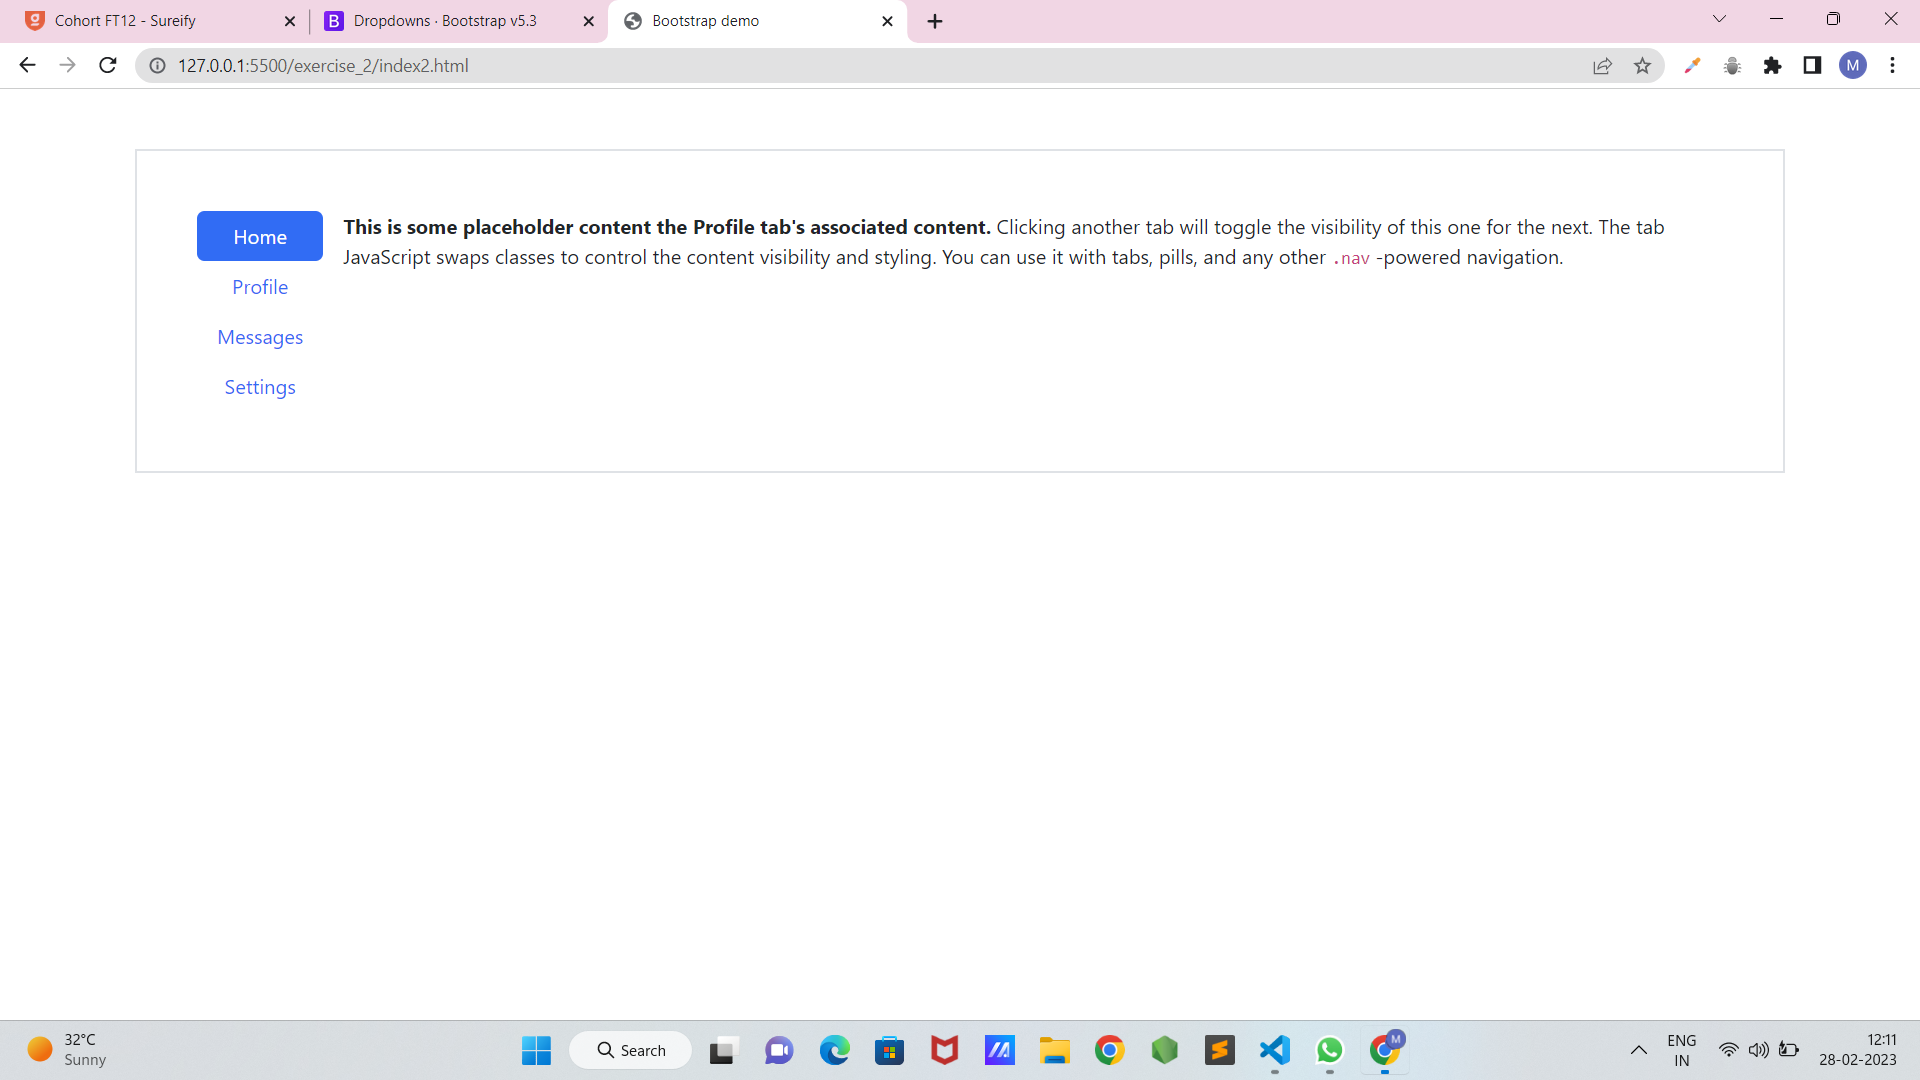 Cohort FT12 - Sureify
Dropdowns · Bootstrap v5.3
Bootstrap demo
127.0.0.1:5500/exercise_2/index2.html
M
Home
Profile
Messages
Settings
This is some placeholder content the Profile tab's associated content. Clicking another tab will toggle the visibility of this one for the next. The tab
JavaScript swaps classes to control the content visibility and styling. You can use it with tabs, pills, and any other .nav -powered navigation.
32°C
Sunny
Search
M
ENG
IN
12:11
28-02-2023